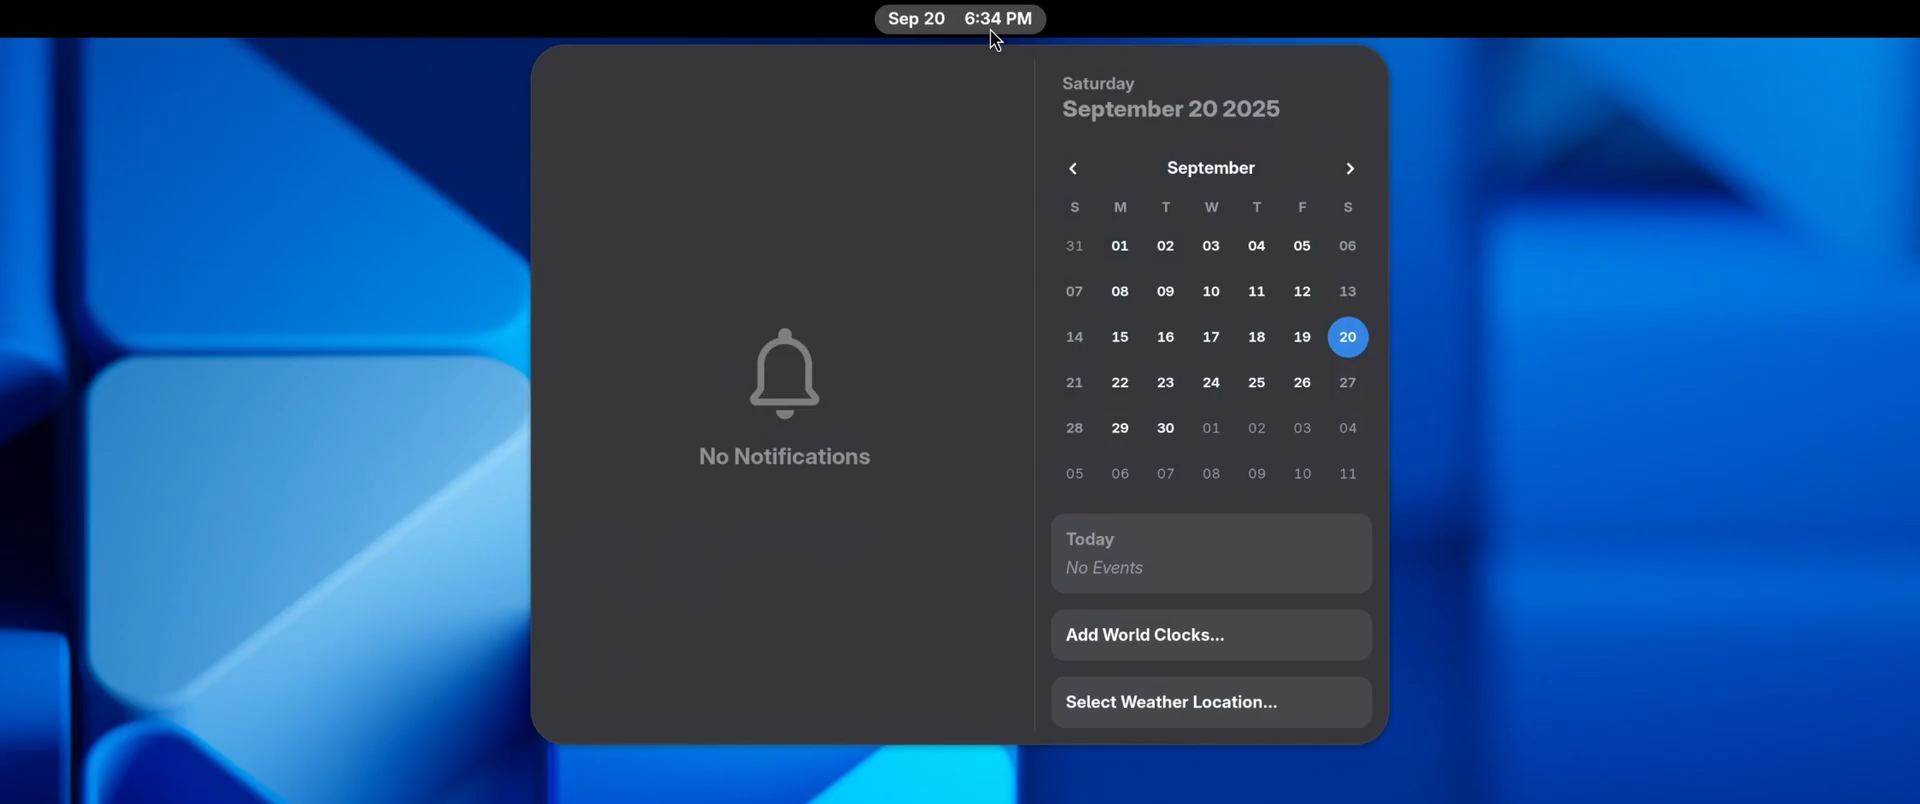 Sep 20 6:34 PM
No Notifications
Saturday
September 20 2025
September
S M T W T F S
31 01 02 03 04 05 06
07 08 09 10 11 12 13
14 15 16 17 18 19 20
21 22 23 24 25 26 27
28 29 30 01 02 03 04
05 06 07 08 09 10 11
Today
No Events
Add World Clocks...
Select Weather Location...